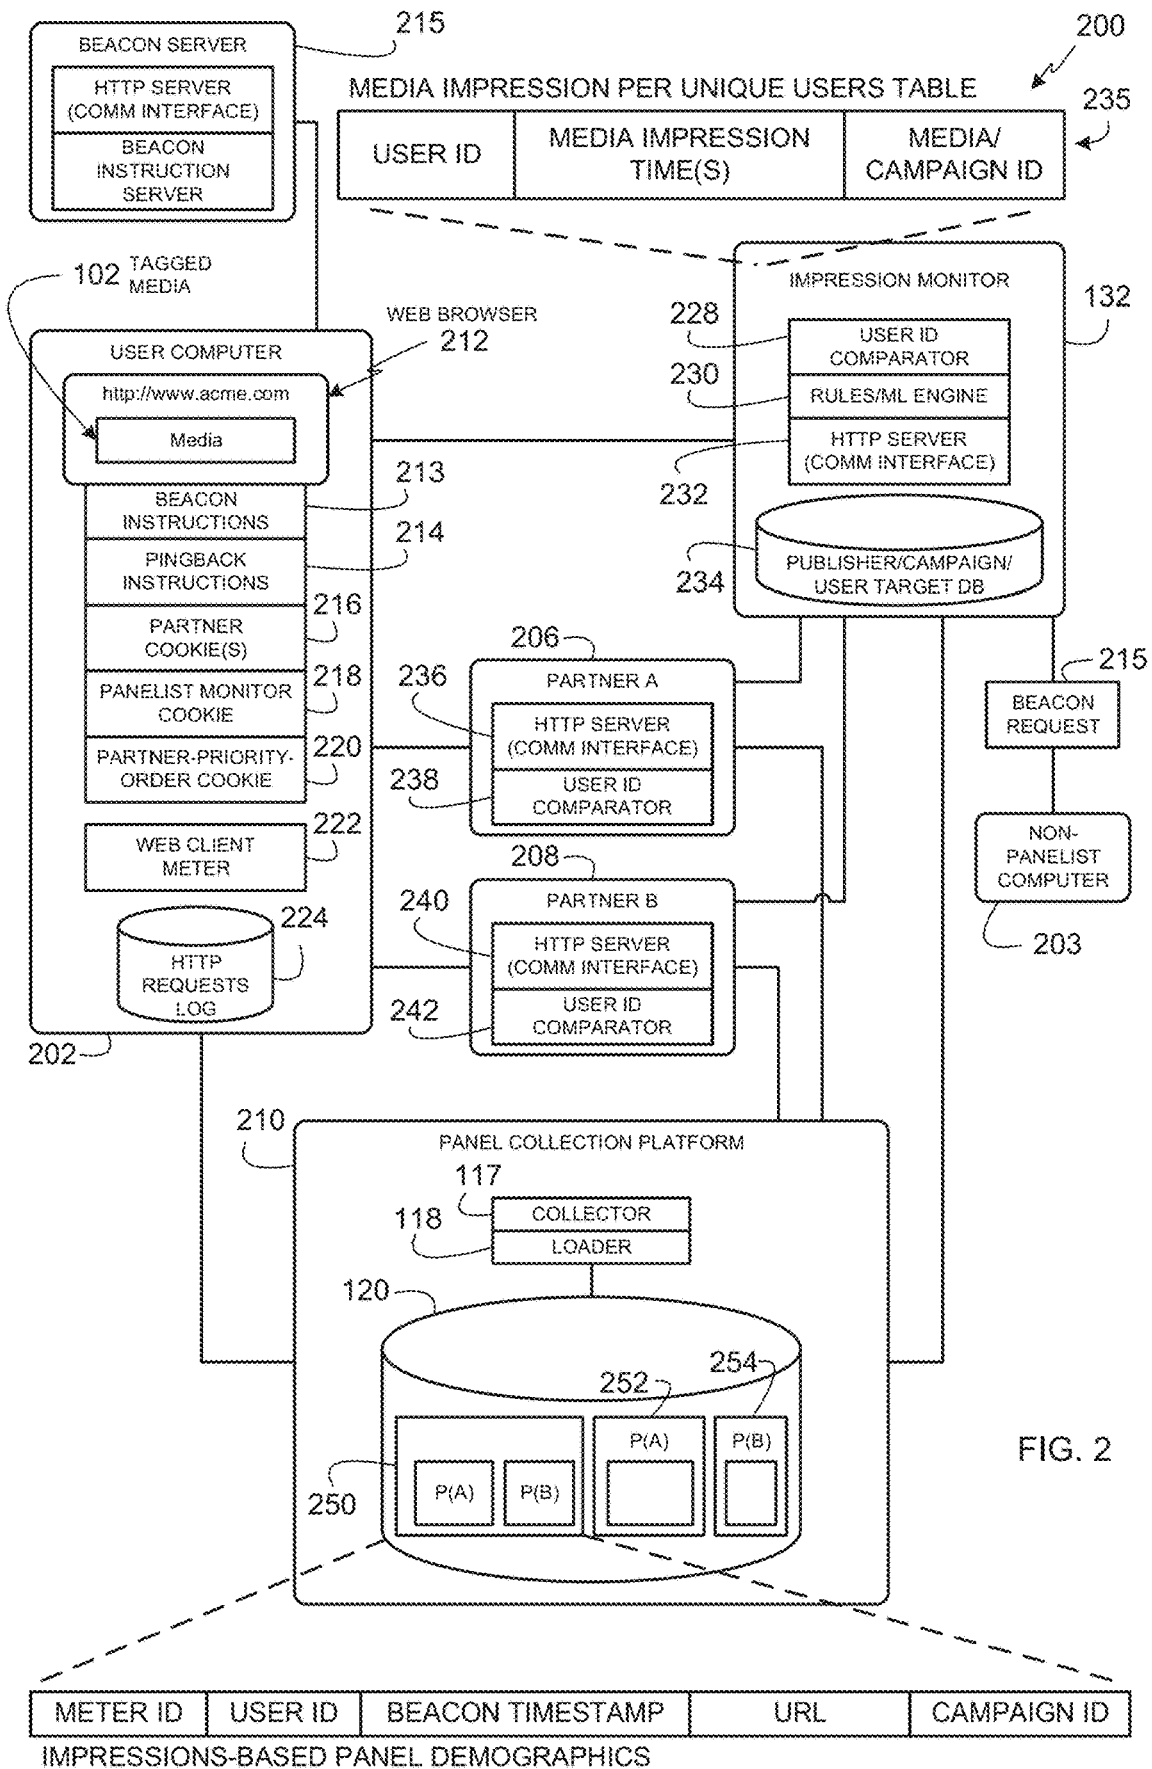 BEACON SERVER
215
HTTP SERVER
(COMM INTERFACE)
BEACON
INSTRUCTION
SERVER
200
MEDIA IMPRESSION PER UNIQUE USERS TABLE
235
USER ID
MEDIA IMPRESSION
TIME(S)
MEDIA/
CAMPAIGN ID
102
TAGGED
MEDIA
WEB BROWSER
212
USER COMPUTER
http://www.acme.com
Media
213
BEACON
INSTRUCTIONS
214
PINGBACK
INSTRUCTIONS
216
PARTNER
COOKIE(S)
218
PANELIST MONITOR
COOKIE
220
PARTNER-PRIORITY-
ORDER COOKIE
222
WEB CLIENT
METER
224
HTTP
REQUESTS
LOG
202
IMPRESSION MONITOR
132
228
USER ID
COMPARATOR
230
RULES/ML ENGINE
HTTP SERVER
(COMM INTERFACE)
232
234
PUBLISHER/CAMPAIGN/
USER TARGET DB
206
PARTNER A
236
HTTP SERVER
(COMM INTERFACE)
238
USER ID
COMPARATOR
208
PARTNER B
240
HTTP SERVER
(COMM INTERFACE)
242
USER ID
COMPARATOR
215
BEACON
REQUEST
NON-
PANELIST
COMPUTER
203
210
PANEL COLLECTION PLATFORM
117
COLLECTOR
118
LOADER
120
252
254
P(A)
P(B)
250
P(A)
P(B)
FIG. 2
METER ID
USER ID
BEACON TIMESTAMP
URL
CAMPAIGN ID
IMPRESSIONS-BASED PANEL DEMOGRAPHICS